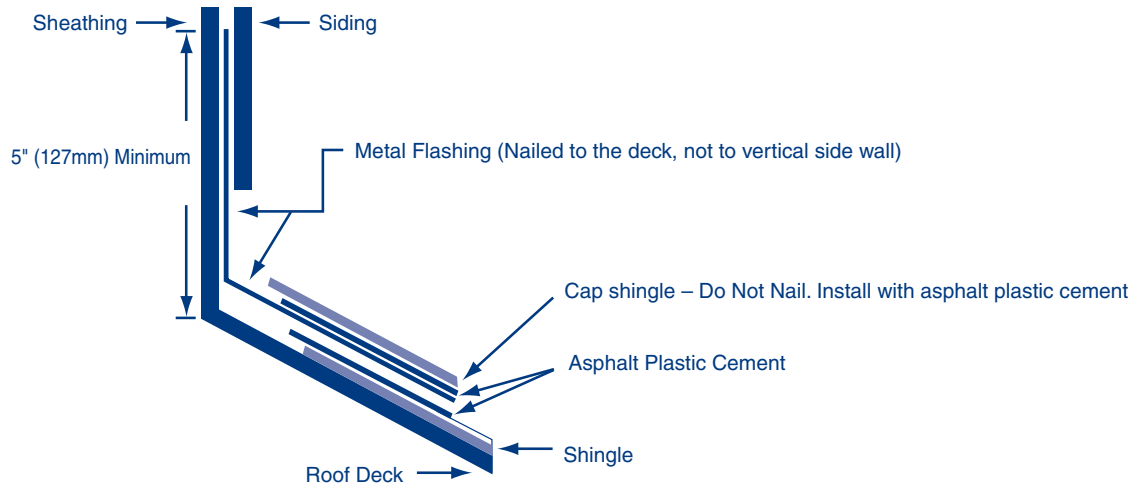 Sheathing
Siding
5" (127mm) Minimum
Metal Flashing (Nailed to the deck, not to vertical side wall)
Cap shingle – Do Not Nail. Install with asphalt plastic cement
Asphalt Plastic Cement
Shingle
Roof Deck